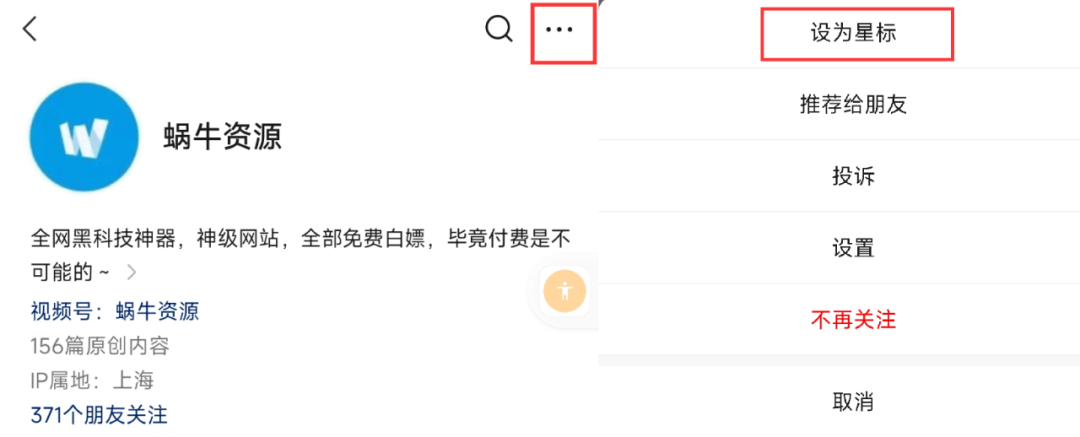 蜗牛资源
全网黑科技神器，神级网站，全部免费白嫖，毕竟付费是不
可能的 ~
视频号：蜗牛资源
156篇原创内容
IP属地：上海
371个朋友关注
设为星标
推荐给朋友
投诉
设置
不再关注
取消